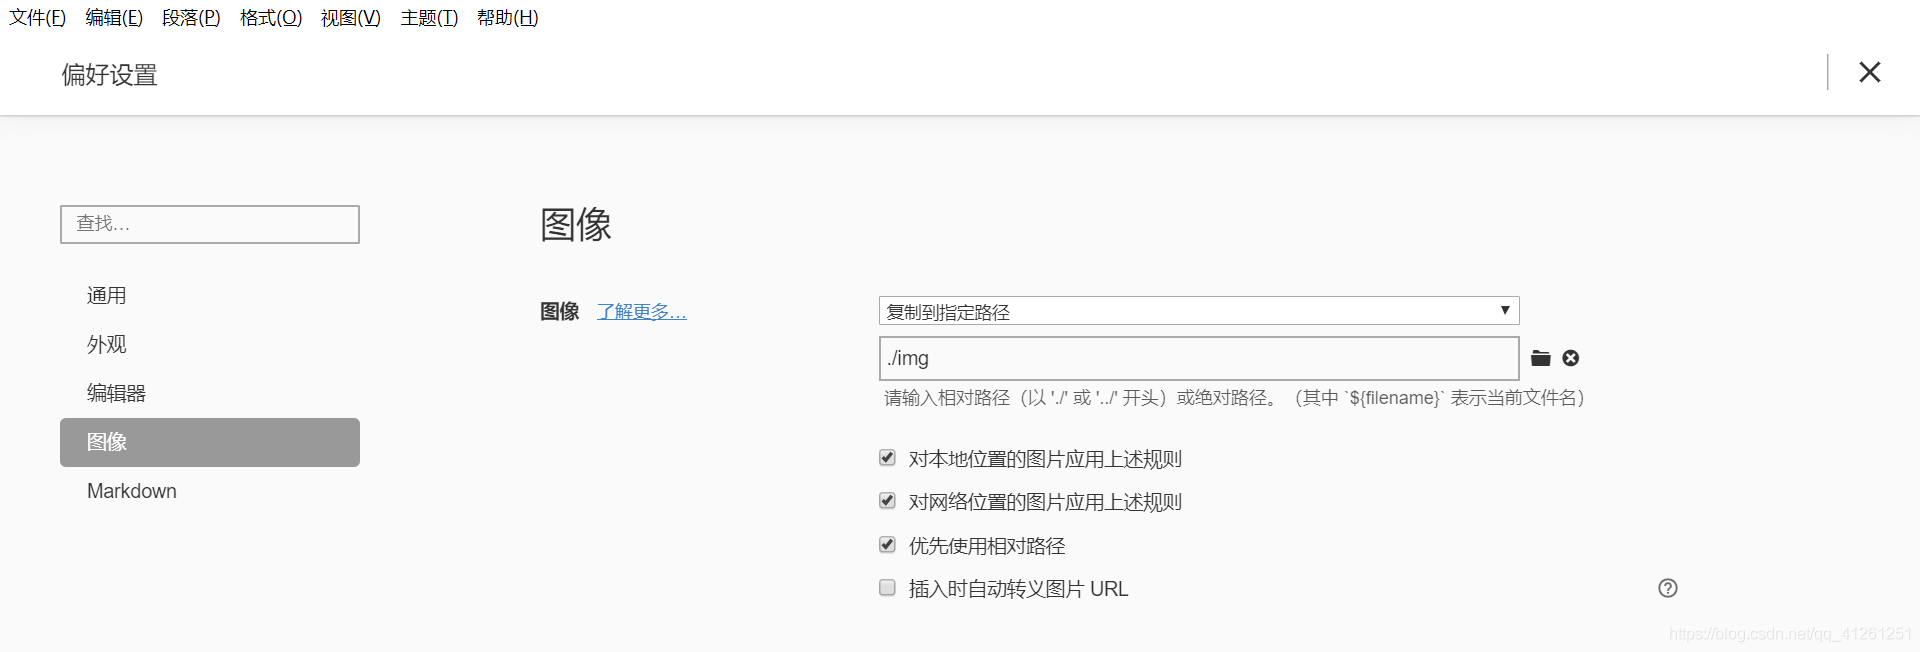 文件(F) 编辑(E) 段落(P) 格式(O) 视图(V) 主题(T) 帮助(H)
偏好设置
查找...
通用
外观
编辑器
图像
Markdown
图像
图像 了解更多...
复制到指定路径
./img
请输入相对路径（以 './' 或 '../' 开头）或绝对路径。（其中 `${filename}` 表示当前文件名）
对本地位置的图片应用上述规则
对网络位置的图片应用上述规则
优先使用相对路径
插入时自动转义图片 URL
https://blog.csdn.net/qq_41261251